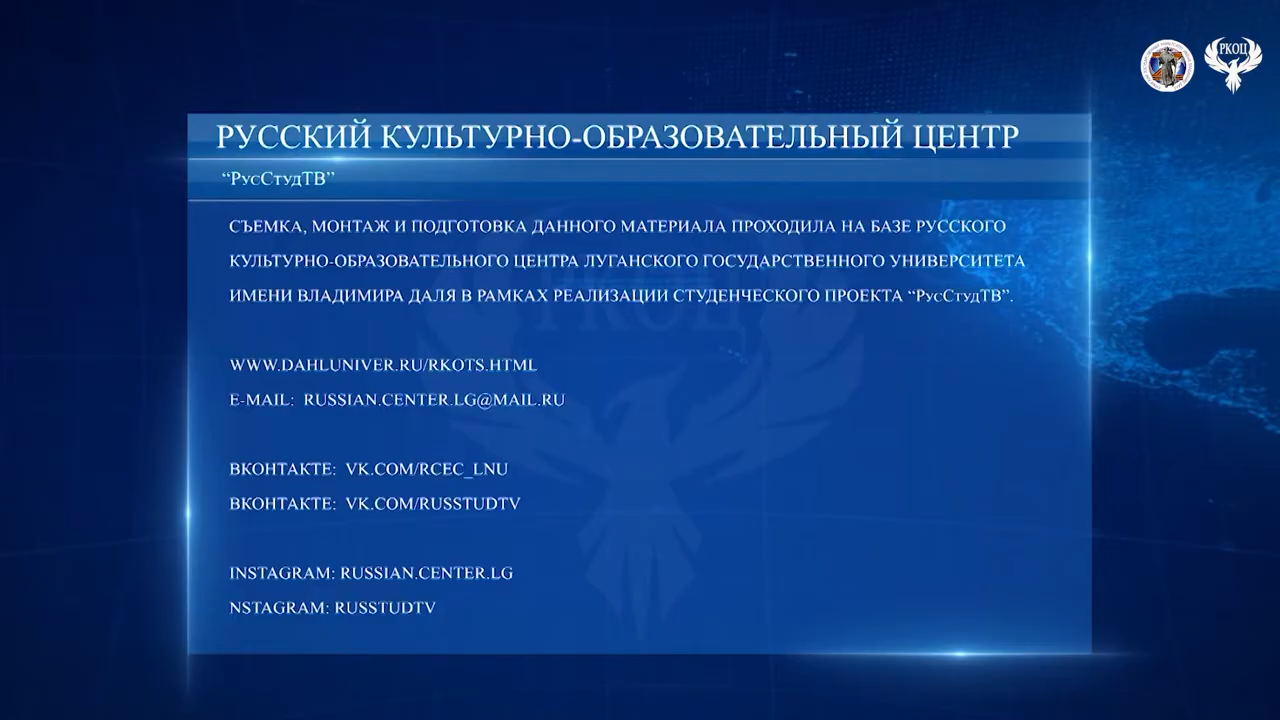 РКОЦ
РУССКИЙ КУЛЬТУРНО-ОБРАЗОВАТЕЛЬНЫЙ ЦЕНТР
“РусСтудТВ”
СЪЕМКА, МОНТАЖ И ПОДГОТОВКА ДАННОГО МАТЕРИАЛА ПРОХОДИЛА НА БАЗЕ РУССКОГО
КУЛЬТУРНО-ОБРАЗОВАТЕЛЬНОГО ЦЕНТРА ЛУГАНСКОГО ГОСУДАРСТВЕННОГО УНИВЕРСИТЕТА
ИМЕНИ ВЛАДИМИРА ДАЛЯ В РАМКАХ РЕАЛИЗАЦИИ СТУДЕНЧЕСКОГО ПРОЕКТА “РусСтудТВ”.
РКОЦ
WWW.DAHLUNIVER.RU/RKOTS.HTML
E-MAIL: RUSSIAN.CENTER.LG@MAIL.RU
ВКОНТАКТЕ: VK.COM/RCEC_LNU
ВКОНТАКТЕ: VK.COM/RUSSTUDTV
INSTAGRAM: RUSSIAN.CENTER.LG
NSTAGRAM: RUSSTUDTV